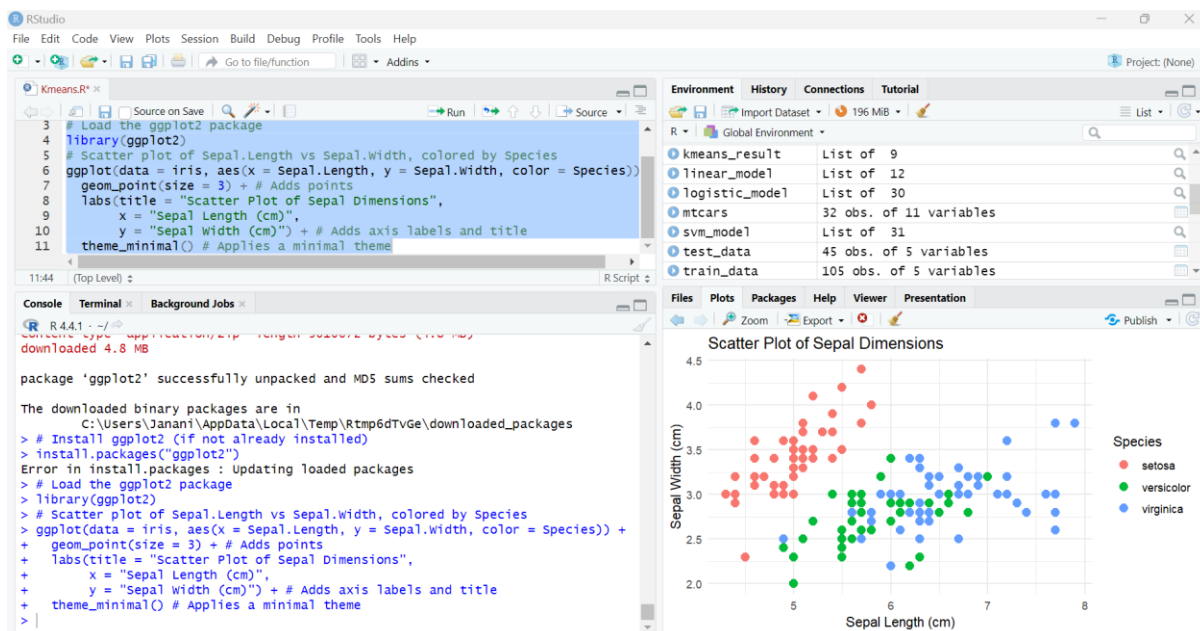 RStudio
File Edit Code View Plots Session Build Debug Profile Tools Help
Go to file/function Addins Project: (None)
Kmeans.R*
Source on Save Run Source
3 # Load the ggplot2 package
4 library(ggplot2)
5 # Scatter plot of Sepal.Length vs Sepal.Width, colored by Species
6 ggplot(data = iris, aes(x = Sepal.Length, y = Sepal.Width, color = Species))
7 geom_point(size = 3) + # Adds points
8 labs(title = "Scatter Plot of Sepal Dimensions",
9 x = "Sepal Length (cm)",
10 y = "Sepal Width (cm)") + # Adds axis labels and title
11 theme_minimal() # Applies a minimal theme
11:44 (Top Level) R Script
Console Terminal Background Jobs
R 4.4.1 · ~/
downloaded 4.8 MB
package ‘ggplot2’ successfully unpacked and MD5 sums checked
The downloaded binary packages are in
C:\Users\Janani\AppData\Local\Temp\Rtmp6dTvGe\downloaded_packages
> # Install ggplot2 (if not already installed)
> install.packages("ggplot2")
Error in install.packages : Updating loaded packages
> # Load the ggplot2 package
> library(ggplot2)
> # Scatter plot of Sepal.Length vs Sepal.Width, colored by Species
> ggplot(data = iris, aes(x = Sepal.Length, y = Sepal.Width, color = Species)) +
+ geom_point(size = 3) + # Adds points
+ labs(title = "Scatter Plot of Sepal Dimensions",
+ x = "Sepal Length (cm)",
+ y = "Sepal Width (cm)") + # Adds axis labels and title
+ theme_minimal() # Applies a minimal theme
>
Environment History Connections Tutorial
Import Dataset 196 MiB List
R Global Environment
kmeans_result List of 9
linear_model List of 12
logistic_model List of 30
mtcars 32 obs. of 11 variables
svm_model List of 31
test_data 45 obs. of 5 variables
train_data 105 obs. of 5 variables
Files Plots Packages Help Viewer Presentation
Zoom Export Publish
Scatter Plot of Sepal Dimensions
4.5
4.0
3.5
3.0
2.5
2.0
Sepal Width (cm)
5 6 7 8
Sepal Length (cm)
Species
setosa
versicolor
virginica